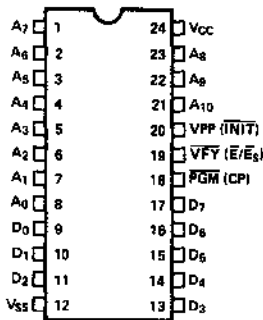 A7 1 24 VCC
A6 2 23 A8
A5 3 22 A9
A4 4 21 A10
A3 5 20 VPP (INIT)
A2 6 19 VFY (E/ES)
A1 7 18 PGM (CP)
A0 8 17 D7
D0 9 16 D6
D1 10 15 D5
D2 11 14 D4
VSS 12 13 D3